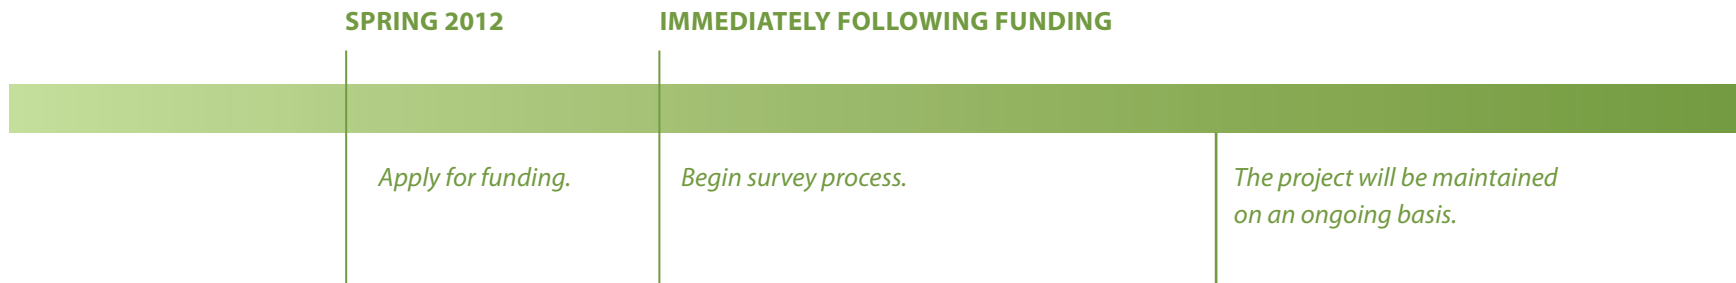 SPRING 2012
IMMEDIATELY FOLLOWING FUNDING
Apply for funding.
Begin survey process.
The project will be maintained
on an ongoing basis.